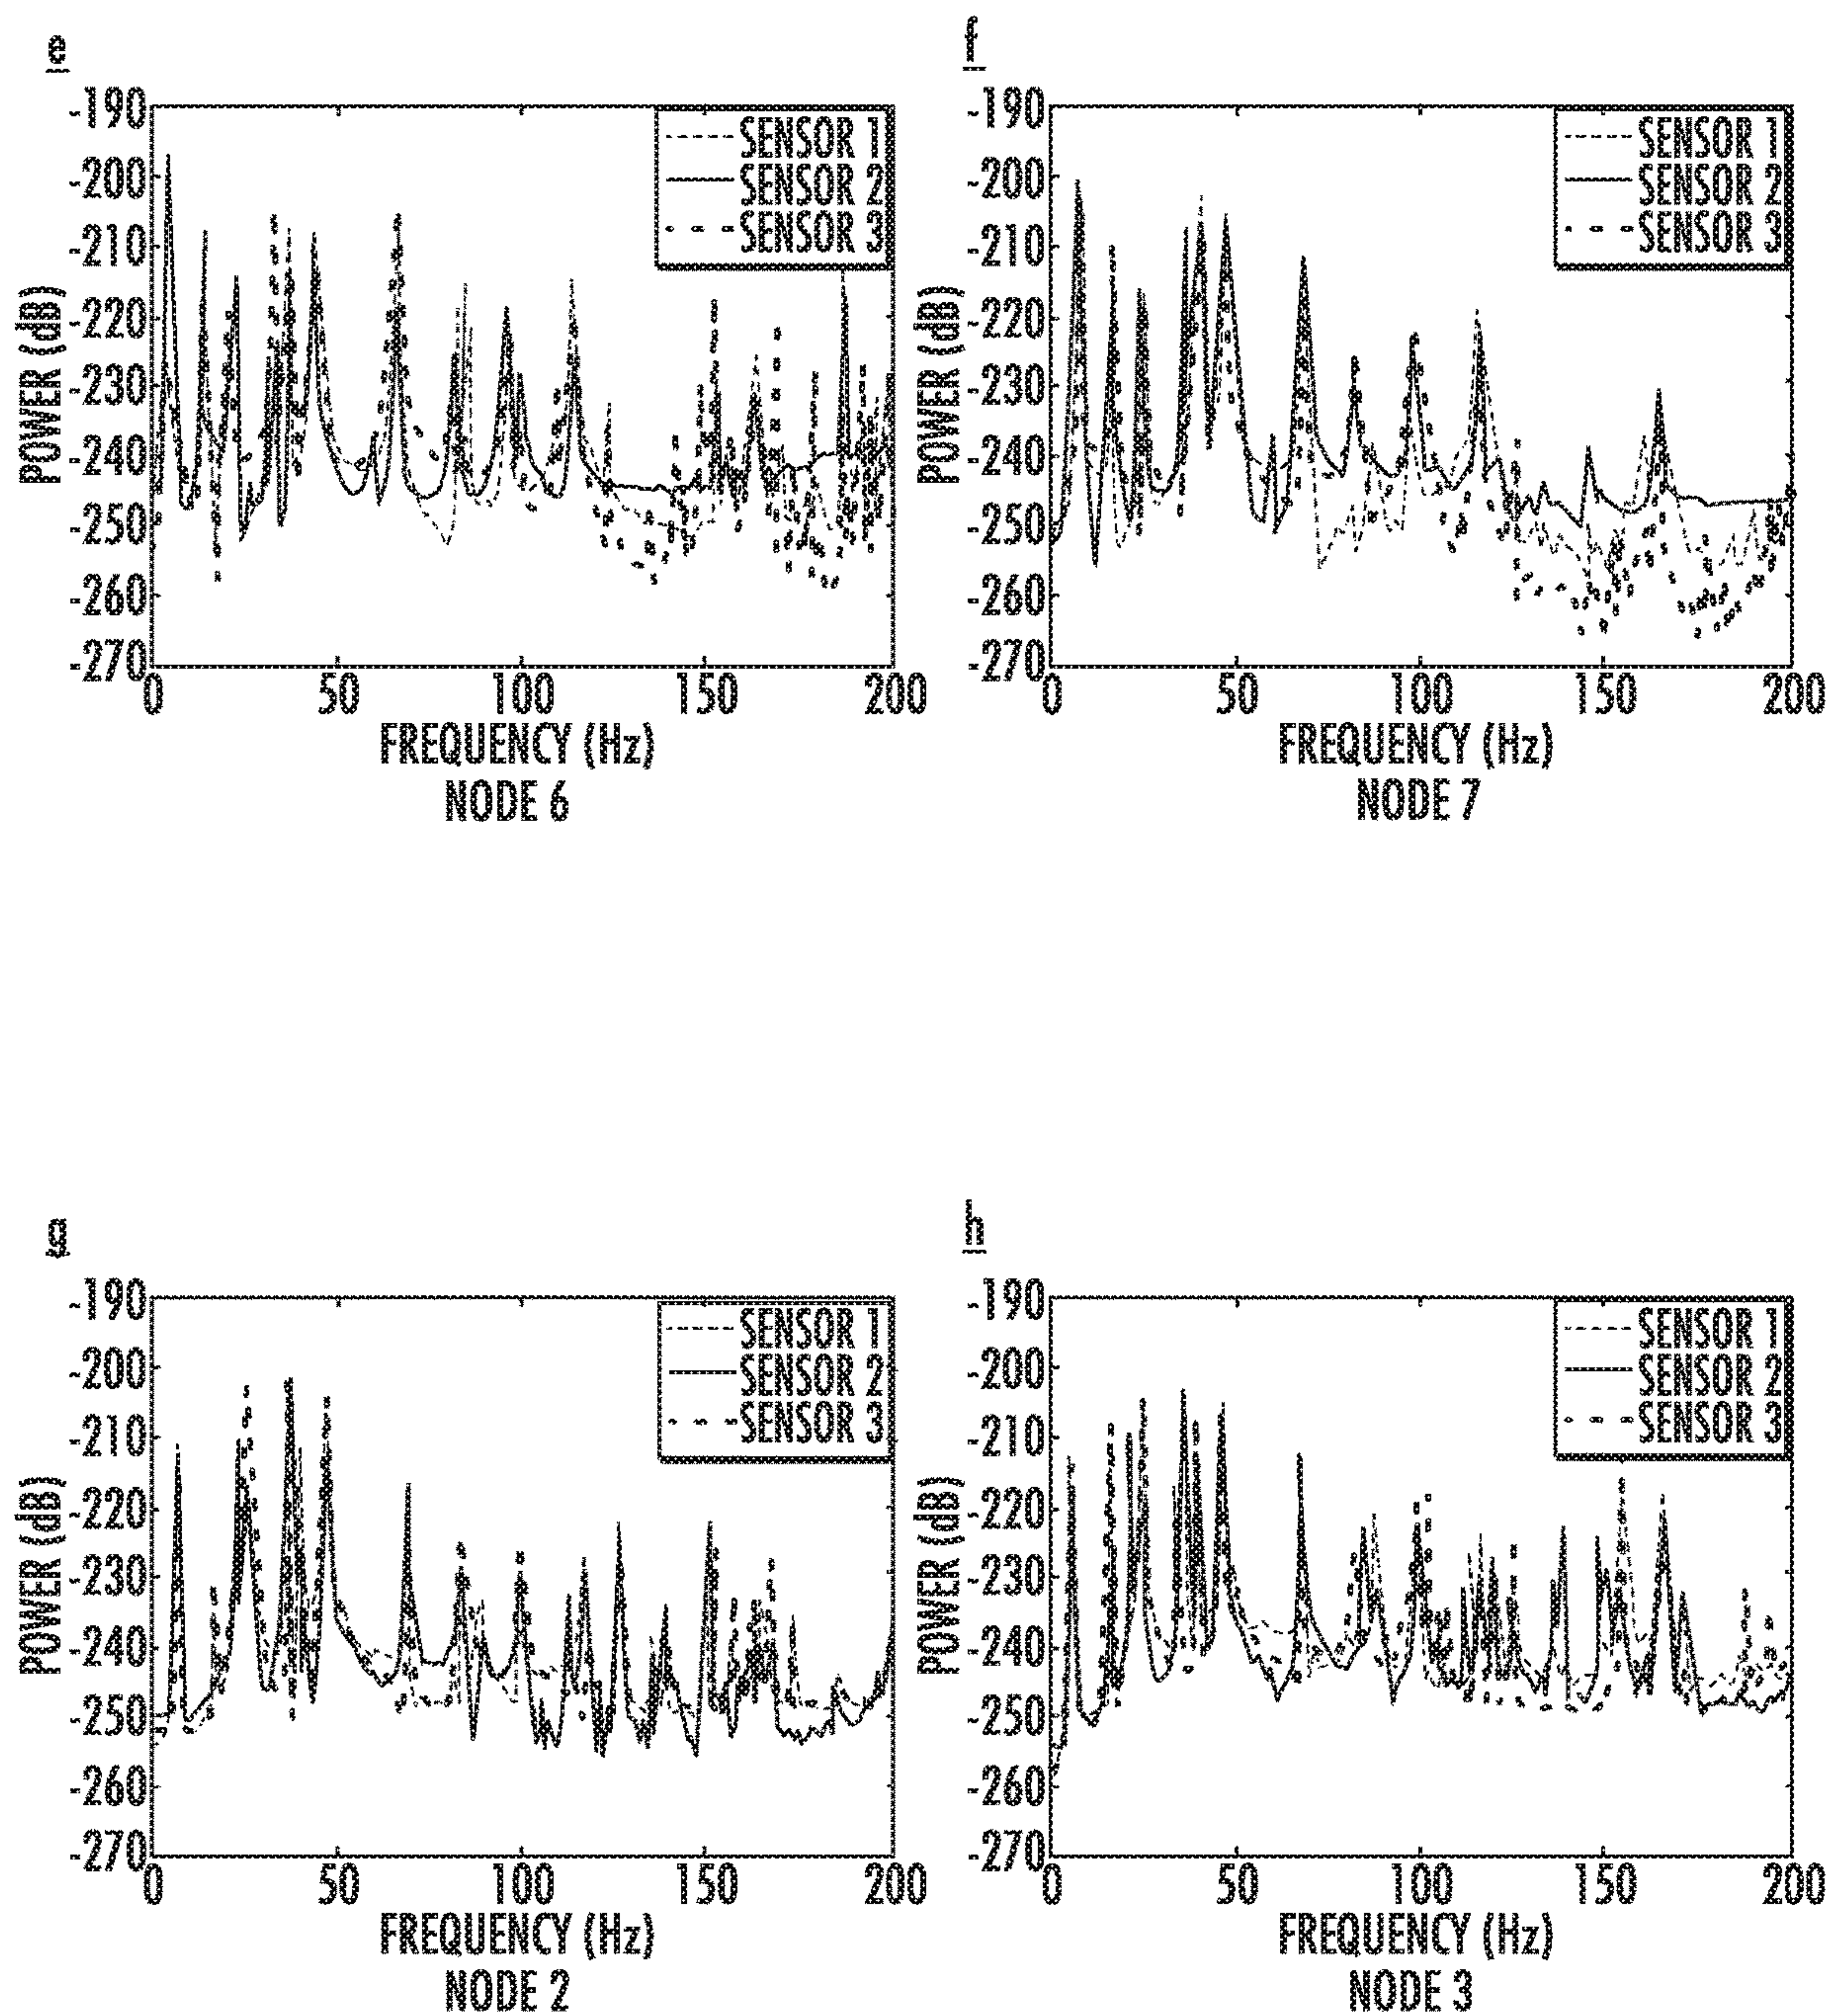 e
-190
-200
-210
-220
-230
-240
-250
-260
-270
POWER (dB)
SENSOR 1
SENSOR 2
SENSOR 3
0 50 100 150 200
FREQUENCY (Hz)
NODE 6
f
-190
-200
-210
-220
-230
-240
-250
-260
-270
POWER (dB)
SENSOR 1
SENSOR 2
SENSOR 3
0 50 100 150 200
FREQUENCY (Hz)
NODE 7
g
-190
-200
-210
-220
-230
-240
-250
-260
-270
POWER (dB)
SENSOR 1
SENSOR 2
SENSOR 3
0 50 100 150 200
FREQUENCY (Hz)
NODE 2
h
-190
-200
-210
-220
-230
-240
-250
-260
-270
POWER (dB)
SENSOR 1
SENSOR 2
SENSOR 3
0 50 100 150 200
FREQUENCY (Hz)
NODE 3